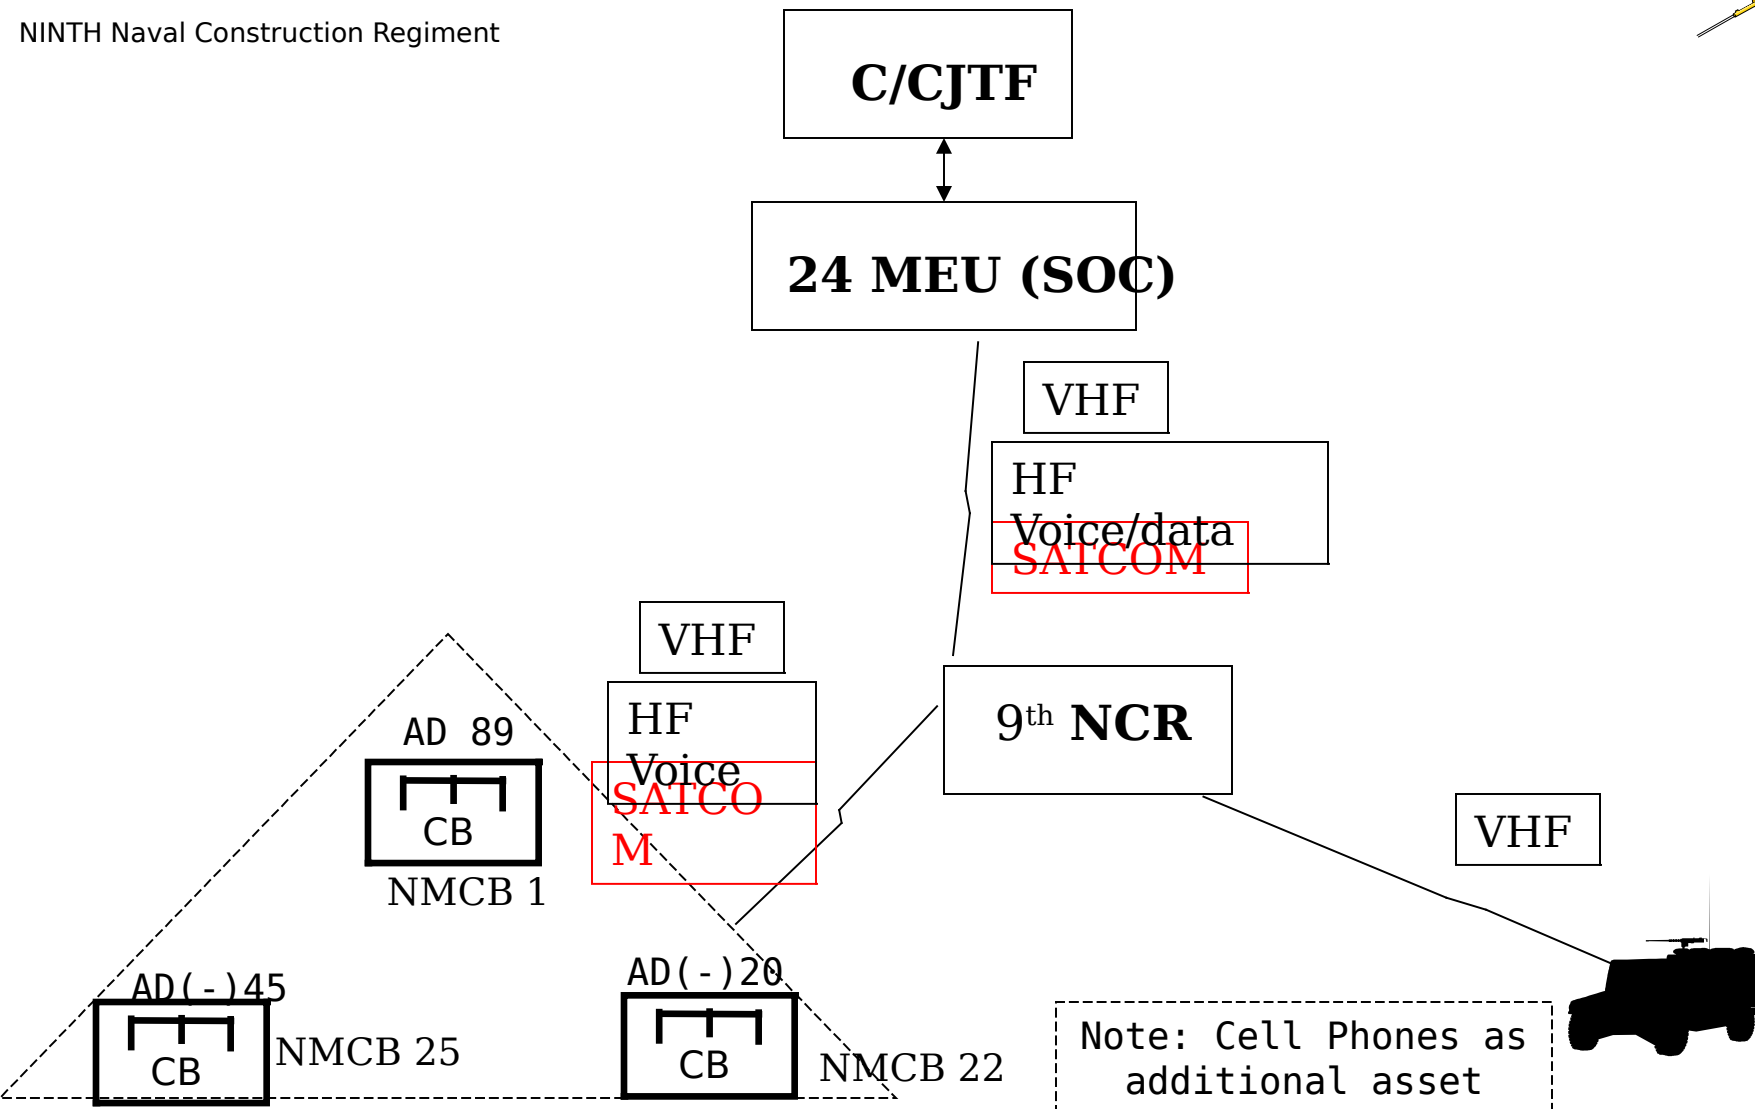 NINTH Naval Construction Regiment
C/CJTF
24 MEU (SOC)
VHF
HF
Voice/data
SATCOM
VHF
HF
Voice
SATCO
M
9th NCR
VHF
AD 89
CB
NMCB 1
AD(-)45
CB
NMCB 25
AD(-)20
CB
NMCB 22
Note: Cell Phones as
additional asset